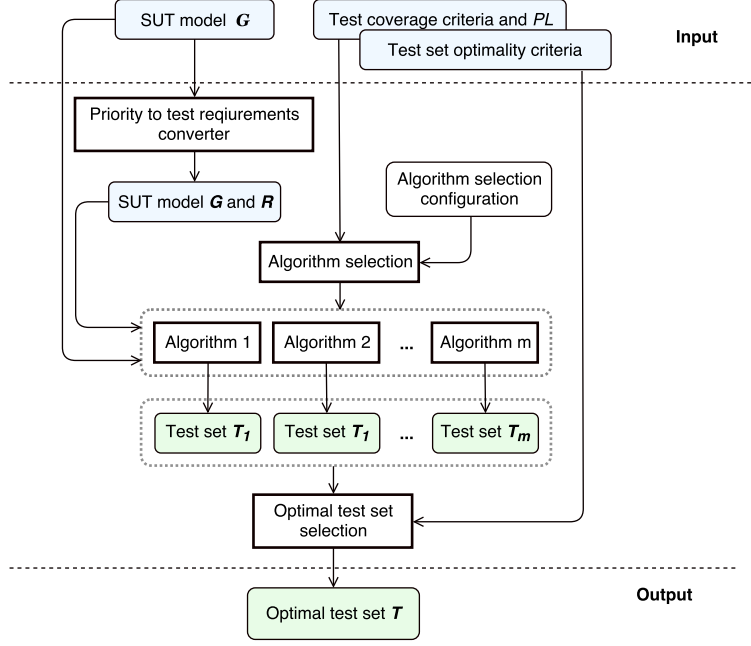 SUT model G
Test coverage criteria and PL
Test set optimality criteria
Input
Priority to test reqiurements
converter
SUT model G and R
Algorithm selection
configuration
Algorithm selection
Algorithm 1
Algorithm 2
...
Algorithm m
Test set T1
Test set T1
...
Test set Tm
Optimal test set
selection
Output
Optimal test set T